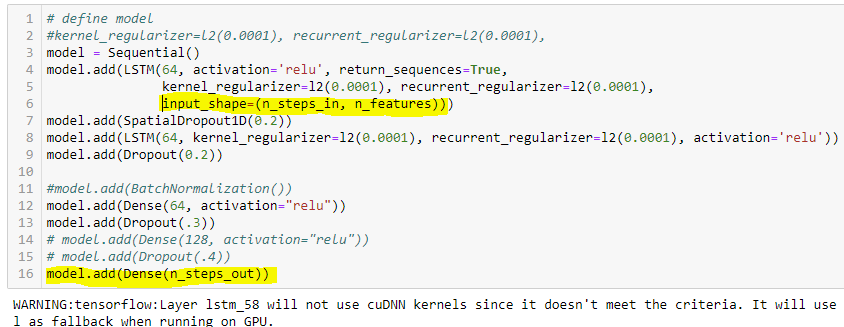 1 # define model
2 #kernel_regularizer=l2(0.0001), recurrent_regularizer=l2(0.0001),
3 model = Sequential()
4 model.add(LSTM(64, activation='relu', return_sequences=True,
5 kernel_regularizer=l2(0.0001), recurrent_regularizer=l2(0.0001),
6 input_shape=(n_steps_in, n_features)))
7 model.add(SpatialDropout1D(0.2))
8 model.add(LSTM(64, kernel_regularizer=l2(0.0001), recurrent_regularizer=l2(0.0001), activation='relu'))
9 model.add(Dropout(0.2))
10
11 #model.add(BatchNormalization())
12 model.add(Dense(64, activation="relu"))
13 model.add(Dropout(.3))
14 # model.add(Dense(128, activation="relu"))
15 # model.add(Dropout(.4))
16 model.add(Dense(n_steps_out))
WARNING:tensorflow:Layer lstm_58 will not use cuDNN kernels since it doesn't meet the criteria. It will use
l as fallback when running on GPU.